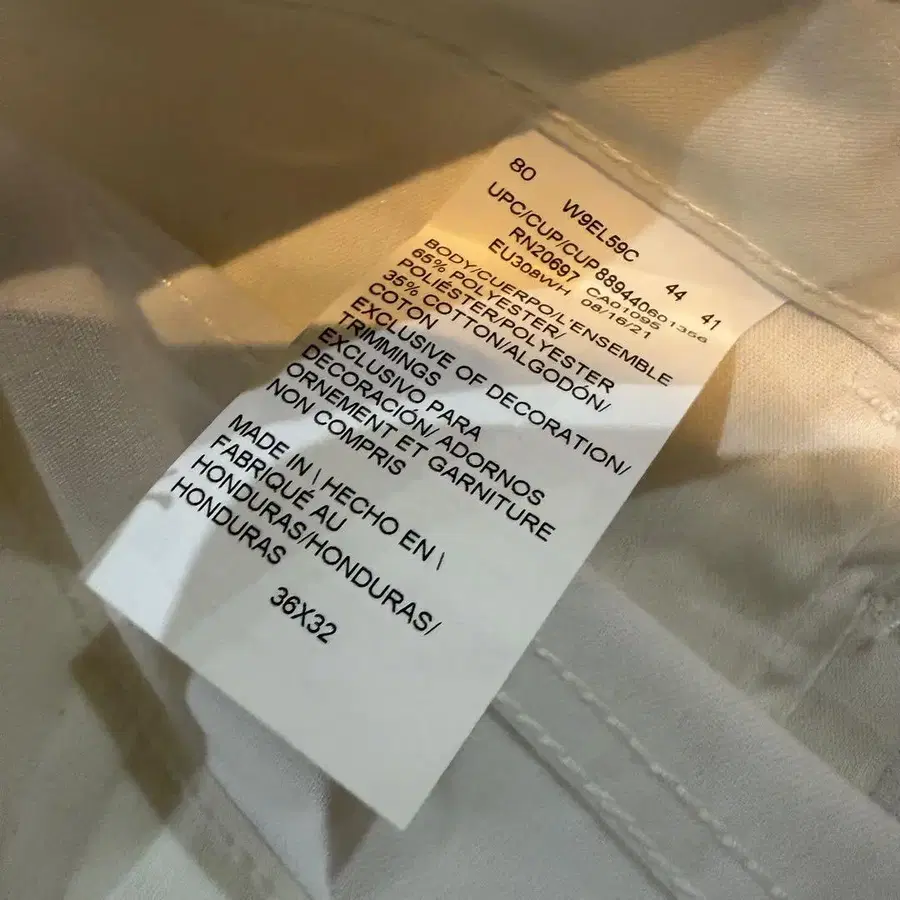 80 W9EL59C 44 41
UPC/CUP/CUP 889440601356
RN20697 CA01095
EU308WH 08/16/21
BODY/CUERPO/L'ENSEMBLE
65% POLYESTER/
POLIÉSTER/POLYESTER
35% COTTON/ALGODÓN/
COTON
EXCLUSIVE OF DECORATION/
TRIMMINGS
EXCLUSIVO PARA
DECORACIÓN/ ADORNOS
ORNEMENT ET GARNITURE
NON COMPRIS
MADE IN \ HECHO EN \
FABRIQUÉ AU
HONDURAS/HONDURAS/
HONDURAS
36X32